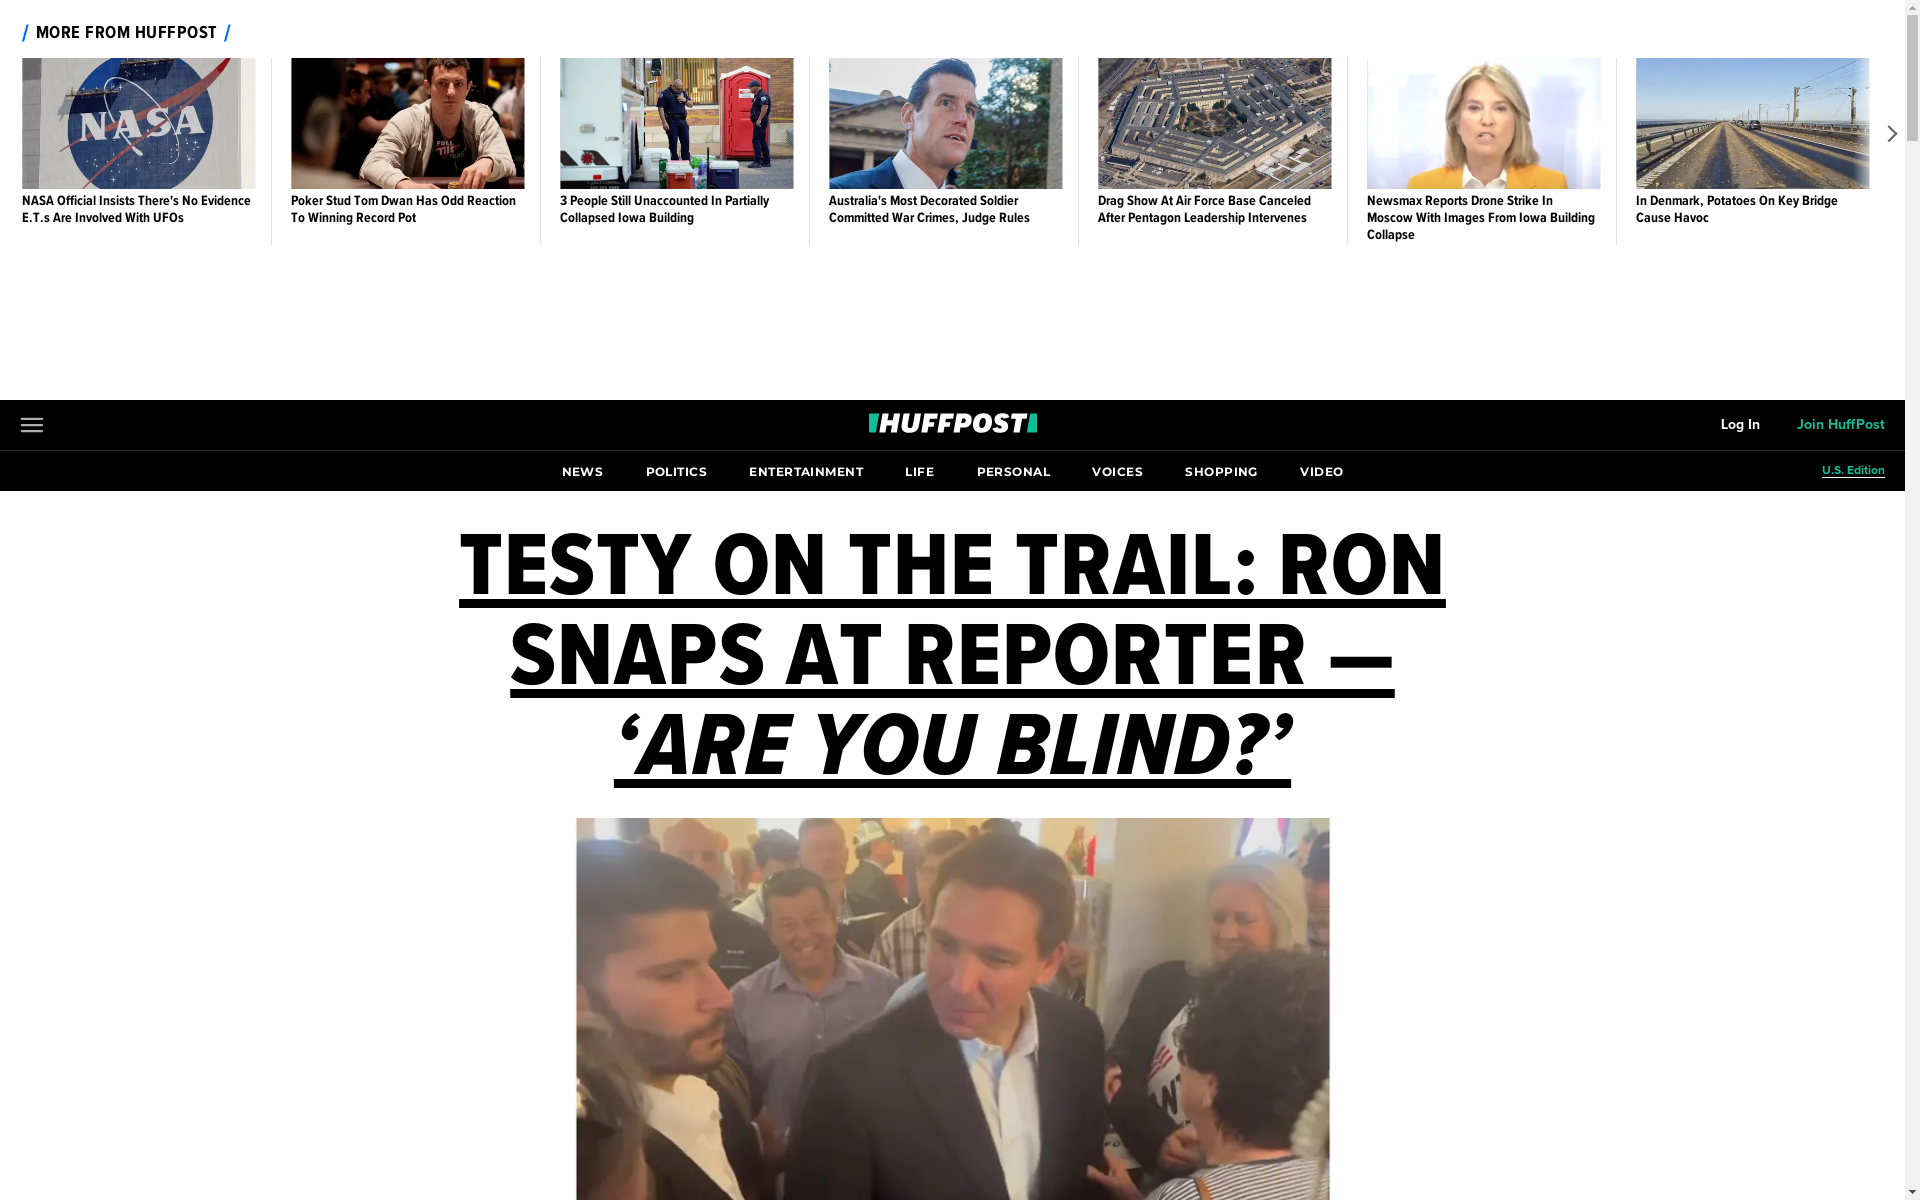 / MORE FROM HUFFPOST /
NASA
FULL
TILT
NASA Official Insists There's No Evidence
E.T.s Are Involved With UFOs
Poker Stud Tom Dwan Has Odd Reaction
To Winning Record Pot
3 People Still Unaccounted In Partially
Collapsed Iowa Building
Australia's Most Decorated Soldier
Committed War Crimes, Judge Rules
Drag Show At Air Force Base Canceled
After Pentagon Leadership Intervenes
Newsmax Reports Drone Strike In
Moscow With Images From Iowa Building
Collapse
In Denmark, Potatoes On Key Bridge
Cause Havoc
HUFFPOST
Log In
Join HuffPost
NEWS
POLITICS
ENTERTAINMENT
LIFE
PERSONAL
VOICES
SHOPPING
VIDEO
U.S. Edition
TESTY ON THE TRAIL: RON
SNAPS AT REPORTER —
‘ARE YOU BLIND?’